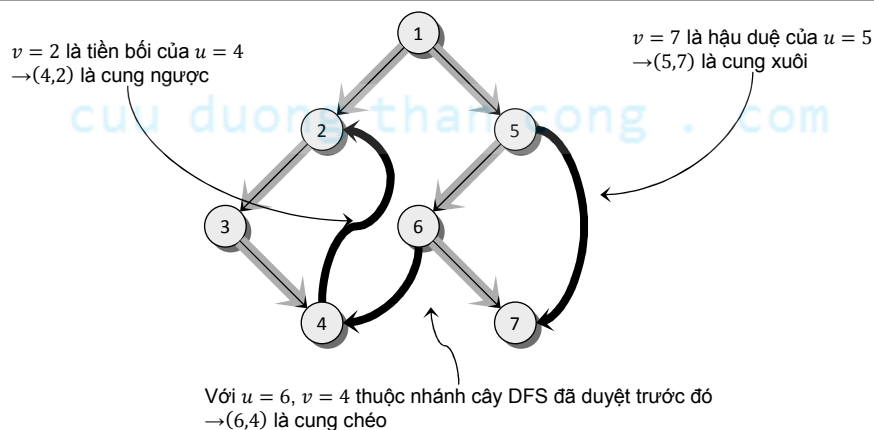 1
v = 2 là tiền bối của u = 4
→(4,2) là cung ngược
v = 7 là hậu duệ của u = 5
→(5,7) là cung xuôi
cuu duong than cong . com
2
5
3
6
4
7
Với u = 6, v = 4 thuộc nhánh cây DFS đã duyệt trước đó
→(6,4) là cung chéo